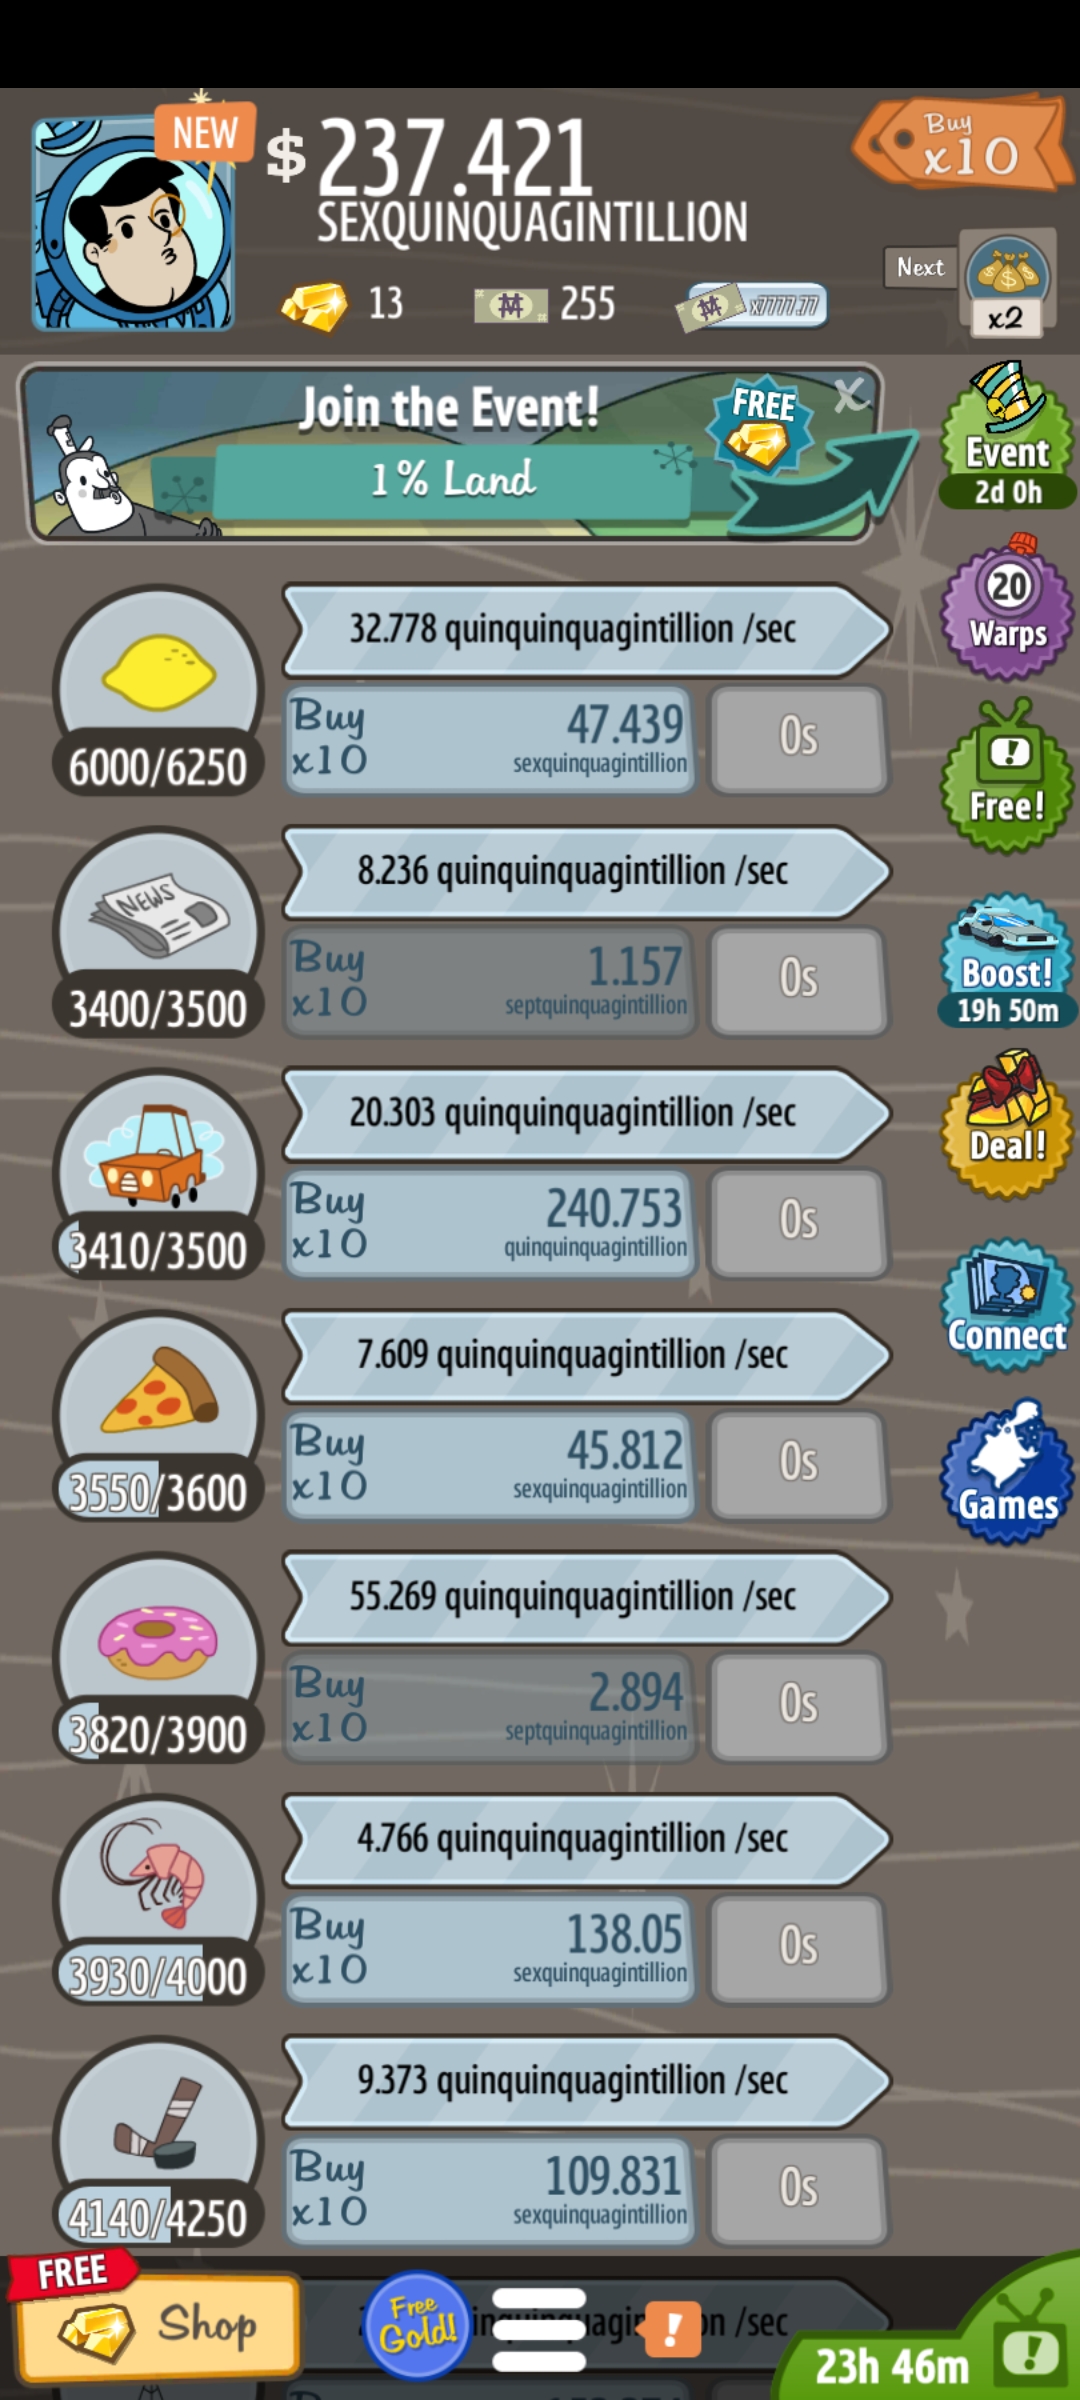 NEW
$ 237.421
SEXQUINQUAGINTILLION
Buy
x10
13
255
x7777.77
Next
x2
Join the Event!
1% Land
FREE
X
Event
2d 0h
32.778 quinquinquagintillion /sec
Buy
x10
47.439
sexquinquagintillion
0s
6000/6250
20
Warps
8.236 quinquinquagintillion /sec
NEWS
Buy
x10
1.157
septquinquagintillion
0s
3400/3500
!
Free!
Boost!
19h 50m
20.303 quinquinquagintillion /sec
Buy
x10
240.753
quinquinquagintillion
0s
3410/3500
Deal!
7.609 quinquinquagintillion /sec
Buy
x10
45.812
sexquinquagintillion
0s
3550/3600
Connect
Games
55.269 quinquinquagintillion /sec
Buy
x10
2.894
septquinquagintillion
0s
3820/3900
4.766 quinquinquagintillion /sec
Buy
x10
138.05
sexquinquagintillion
0s
3930/4000
9.373 quinquinquagintillion /sec
Buy
x10
109.831
sexquinquagintillion
0s
4140/4250
FREE
Shop
Free
Gold!
!
/sec
23h 46m
!